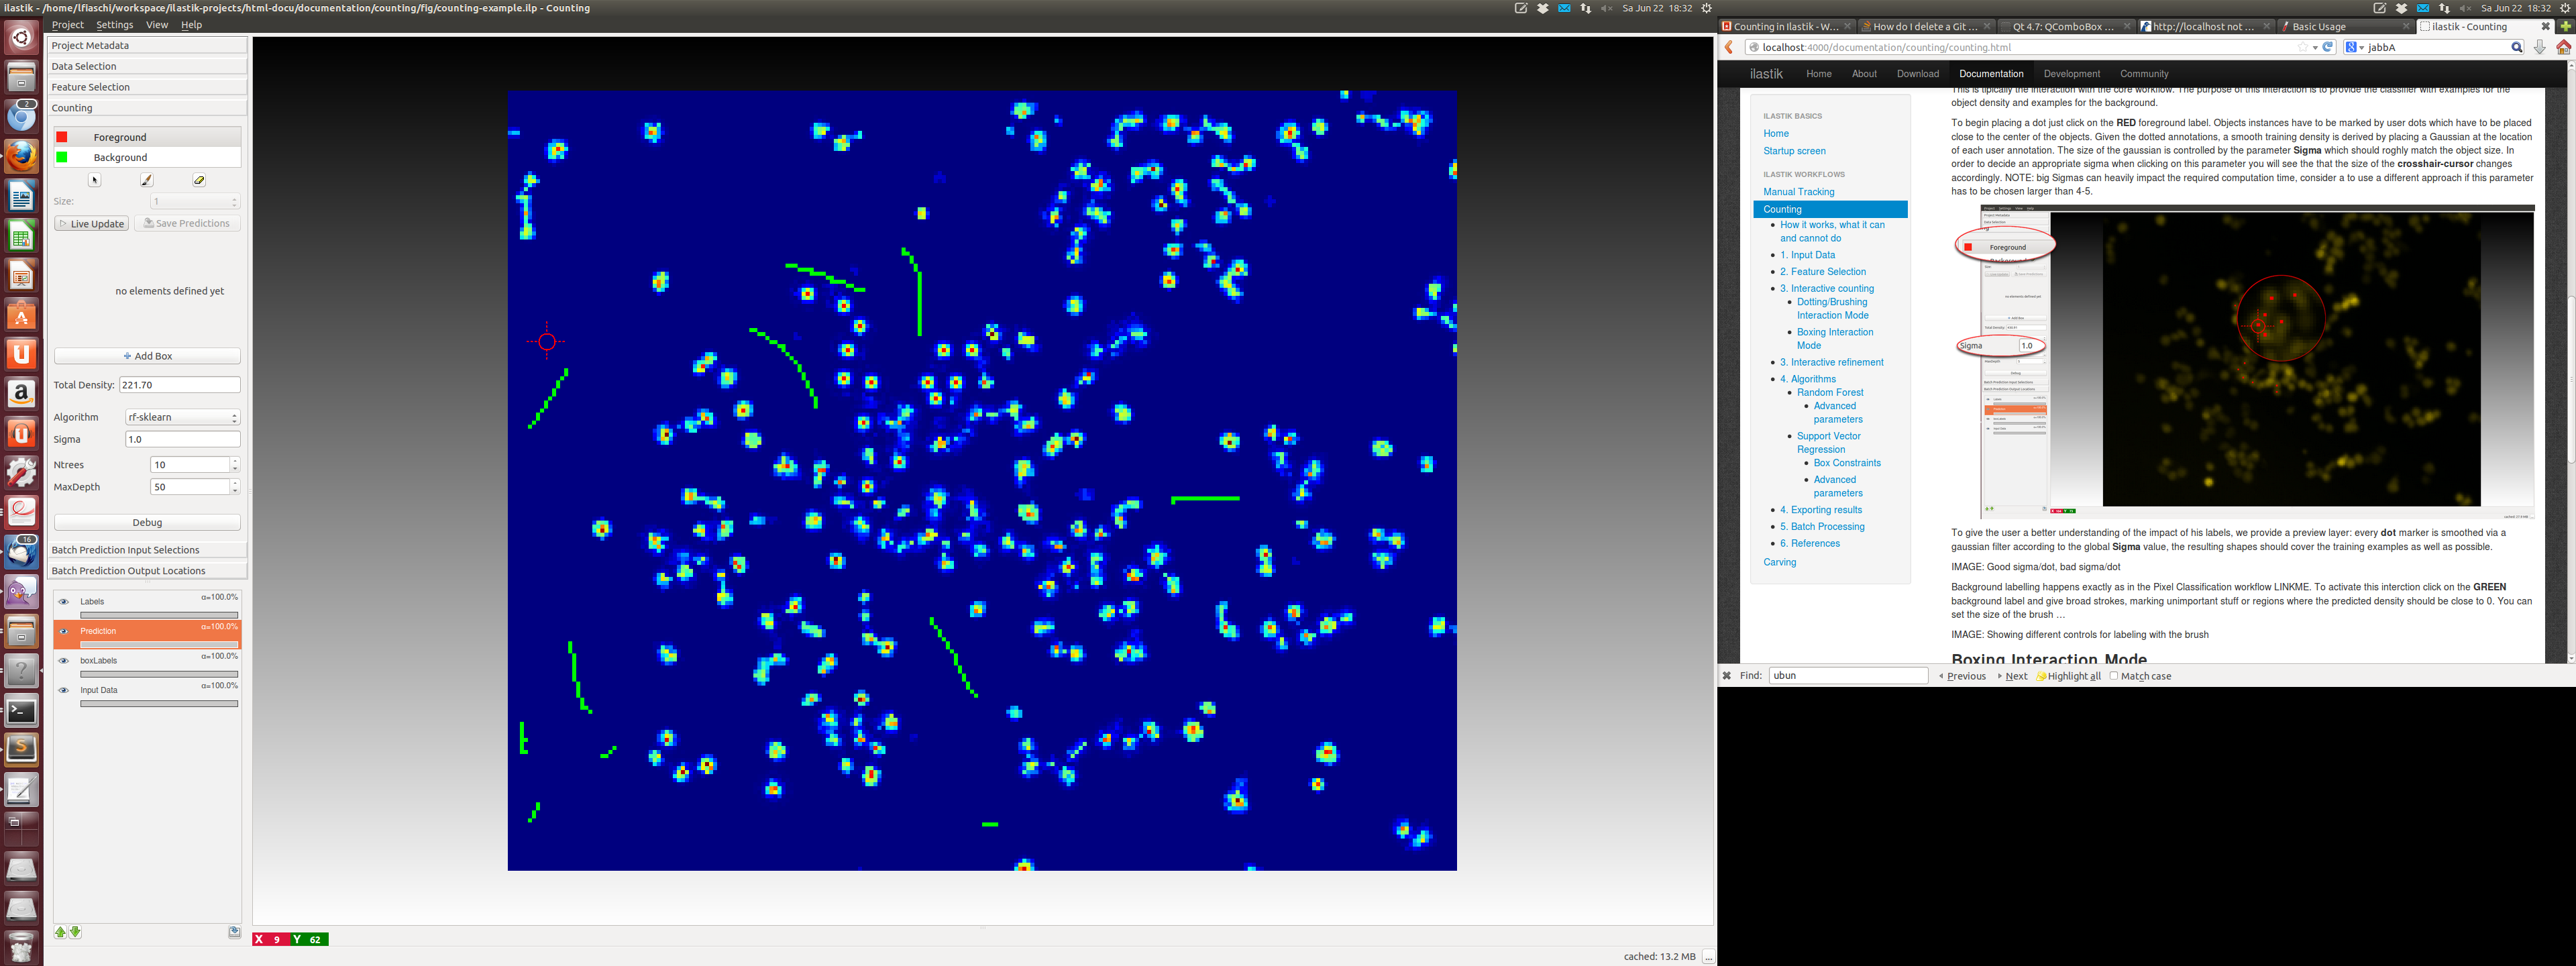 ilastik - /home/lfiaschi/workspace/ilastik-projects/html-docu/documentation/counting/fig/counting-example.ilp - Counting
Sa Jun 22 18:32
Project Settings View Help
Project Metadata
Data Selection
Feature Selection
Counting
Foreground
Background
Size: 1
Live Update Save Predictions
no elements defined yet
Add Box
Total Density: 221.70
Algorithm rf-sklearn
Sigma 1.0
Ntrees 10
MaxDepth 50
Debug
Batch Prediction Input Selections
Batch Prediction Output Locations
Labels α=100.0%
Prediction α=100.0%
boxLabels α=100.0%
Input Data α=100.0%
2
16
X 9 Y 62
cached: 13.2 MB ...
Sa Jun 22 18:32
Counting in Ilastik - W... How do I delete a Git ... Qt 4.7: QComboBox ... http://localhost not ... Basic Usage ilastik - Counting
localhost:4000/documentation/counting/counting.html
jabbA
ilastik Home About Download Documentation Development Community
ILASTIK BASICS
Home
Startup screen
ILASTIK WORKFLOWS
Manual Tracking
Counting
How it works, what it can
and cannot do
1. Input Data
2. Feature Selection
3. Interactive counting
Dotting/Brushing
Interaction Mode
Boxing Interaction
Mode
3. Interactive refinement
4. Algorithms
Random Forest
Advanced
parameters
Support Vector
Regression
Box Constraints
Advanced
parameters
4. Exporting results
5. Batch Processing
6. References
Carving
This is tipically the interaction with the core workflow. The purpose of this interaction is to provide the classifier with examples for the
object density and examples for the background.
To begin placing a dot just click on the RED foreground label. Objects instances have to be marked by user dots which have to be placed
close to the center of the objects. Given the dotted annotations, a smooth training density is derived by placing a Gaussian at the location
of each user annotation. The size of the gaussian is controlled by the parameter Sigma which should roghly match the object size. In
order to decide an appropriate sigma when clicking on this parameter you will see the that the size of the crosshair-cursor changes
accordingly. NOTE: big Sigmas can heavily impact the required computation time, consider a to use a different approach if this parameter
has to be chosen larger than 4-5.
Foreground
Sigma 1.0
To give the user a better understanding of the impact of his labels, we provide a preview layer: every dot marker is smoothed via a
gaussian filter according to the global Sigma value, the resulting shapes should cover the training examples as well as possible.
IMAGE: Good sigma/dot, bad sigma/dot
Background labelling happens exactly as in the Pixel Classification workflow LINKME. To activate this interction click on the GREEN
background label and give broad strokes, marking unimportant stuff or regions where the predicted density should be close to 0. You can
set the size of the brush ...
IMAGE: Showing different controls for labeling with the brush
Boxing Interaction Mode
Find: ubun Previous Next Highlight all Match case